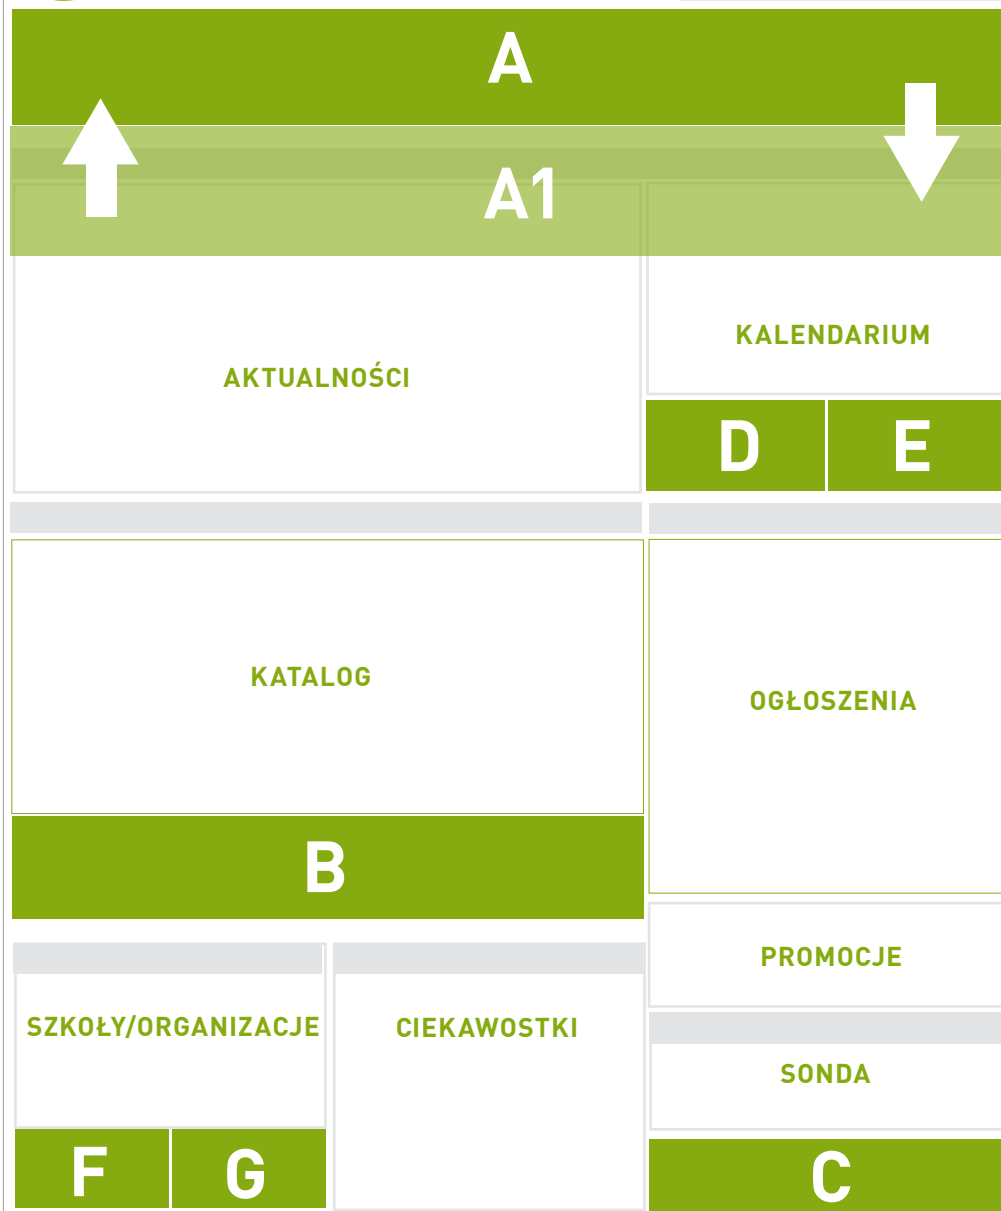 A
A1
AKTUALNOŚCI
KALENDARIUM
D
E
KATALOG
OGŁOSZENIA
B
PROMOCJE
SZKOŁY/ORGANIZACJE
CIEKAWOSTKI
SONDA
F
G
C